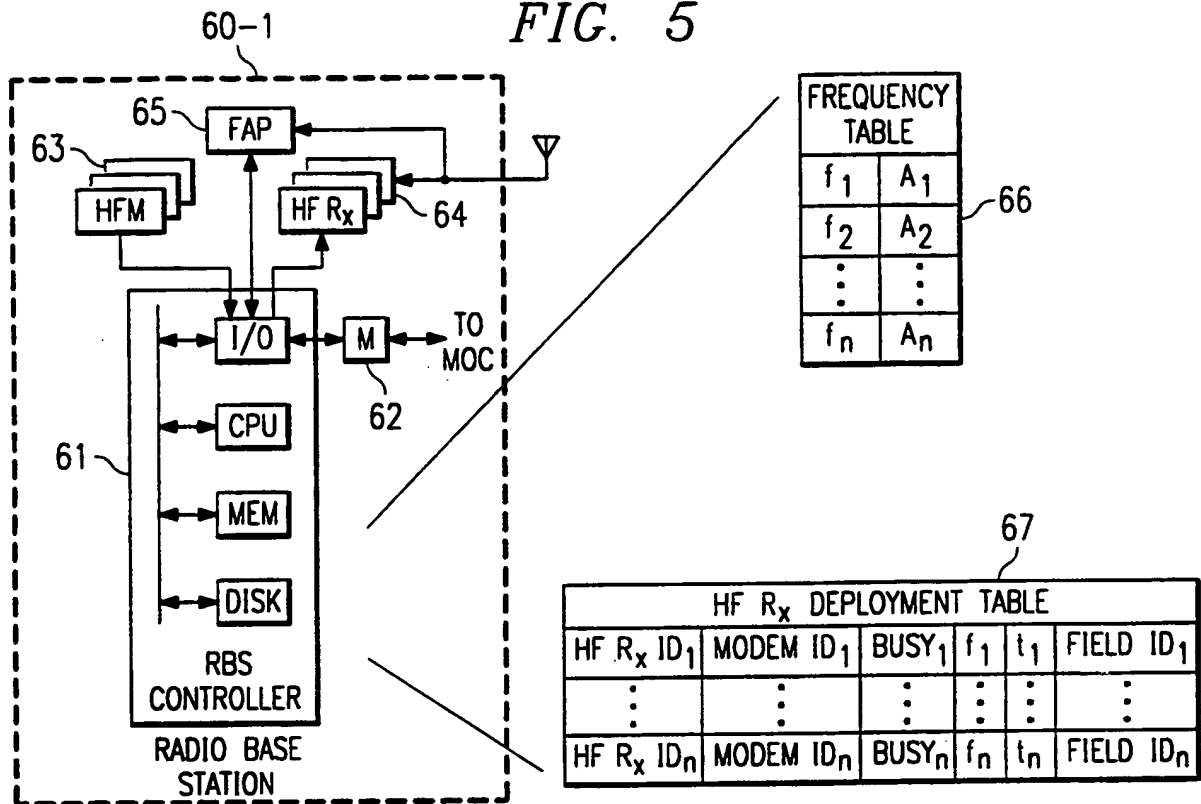 FIG. 5
60-1
65
FAP
63
HFM
HF Rx
64
I/O
M
TO
MOC
62
CPU
61
MEM
DISK
RBS
CONTROLLER
RADIO BASE
STATION
FREQUENCY
TABLE
f1 A1
f2 A2
⋮ ⋮
fn An
66
67
HF Rx DEPLOYMENT TABLE
HF Rx ID1 MODEM ID1 BUSY1 f1 t1 FIELD ID1
⋮ ⋮ ⋮ ⋮ ⋮ ⋮
HF Rx IDn MODEM IDn BUSYn fn tn FIELD IDn